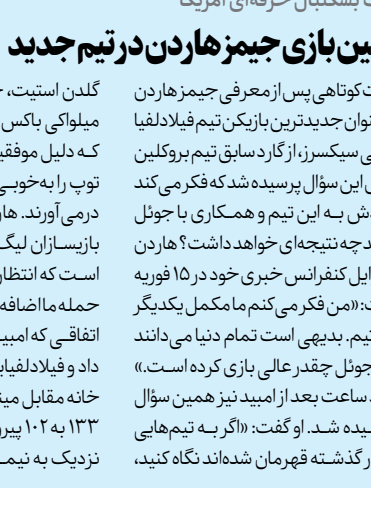 بسکتبال حرفه‌ای آمریکا
ین بازی جیمز هاردن در تیم جدید
ت کوتاهی پس از معرفی جیمز هاردن
نوان جدیدترین بازیکن تیم فیلادلفیا
ی سیکسرز، از گارد سابق تیم بروکلین
ی این سؤال پرسیده شد که فکر می‌کند
ش به این تیم و همکاری با جوئل
د چه نتیجه‌ای خواهد داشت؟ هاردن
ایل کنفرانس خبری خود در ۱۵ فوریه
ت: «من فکر می‌کنم ما مکمل یکدیگر
تیم. بدیهی است تمام دنیا می‌دانند
جوئل چقدر عالی بازی کرده است.»
ساعت بعد از امبید نیز همین سؤال
یده شد. او گفت: «اگر به تیم‌هایی
ر گذشته قهرمان شده‌اند نگاه کنید،
گلدن استیت،
میلواکی باکس
که دلیل موفقی
توپ را به‌خوبی
درمی‌آورند. هار
بازیسازان لیگ
است که انتظار
حمله ما اضافه
اتفاقی که امبید
داد و فیلادلفیا
خانه مقابل مین
۱۳۳ به ۱۰۲ پیرو
نزدیک به نیمـ